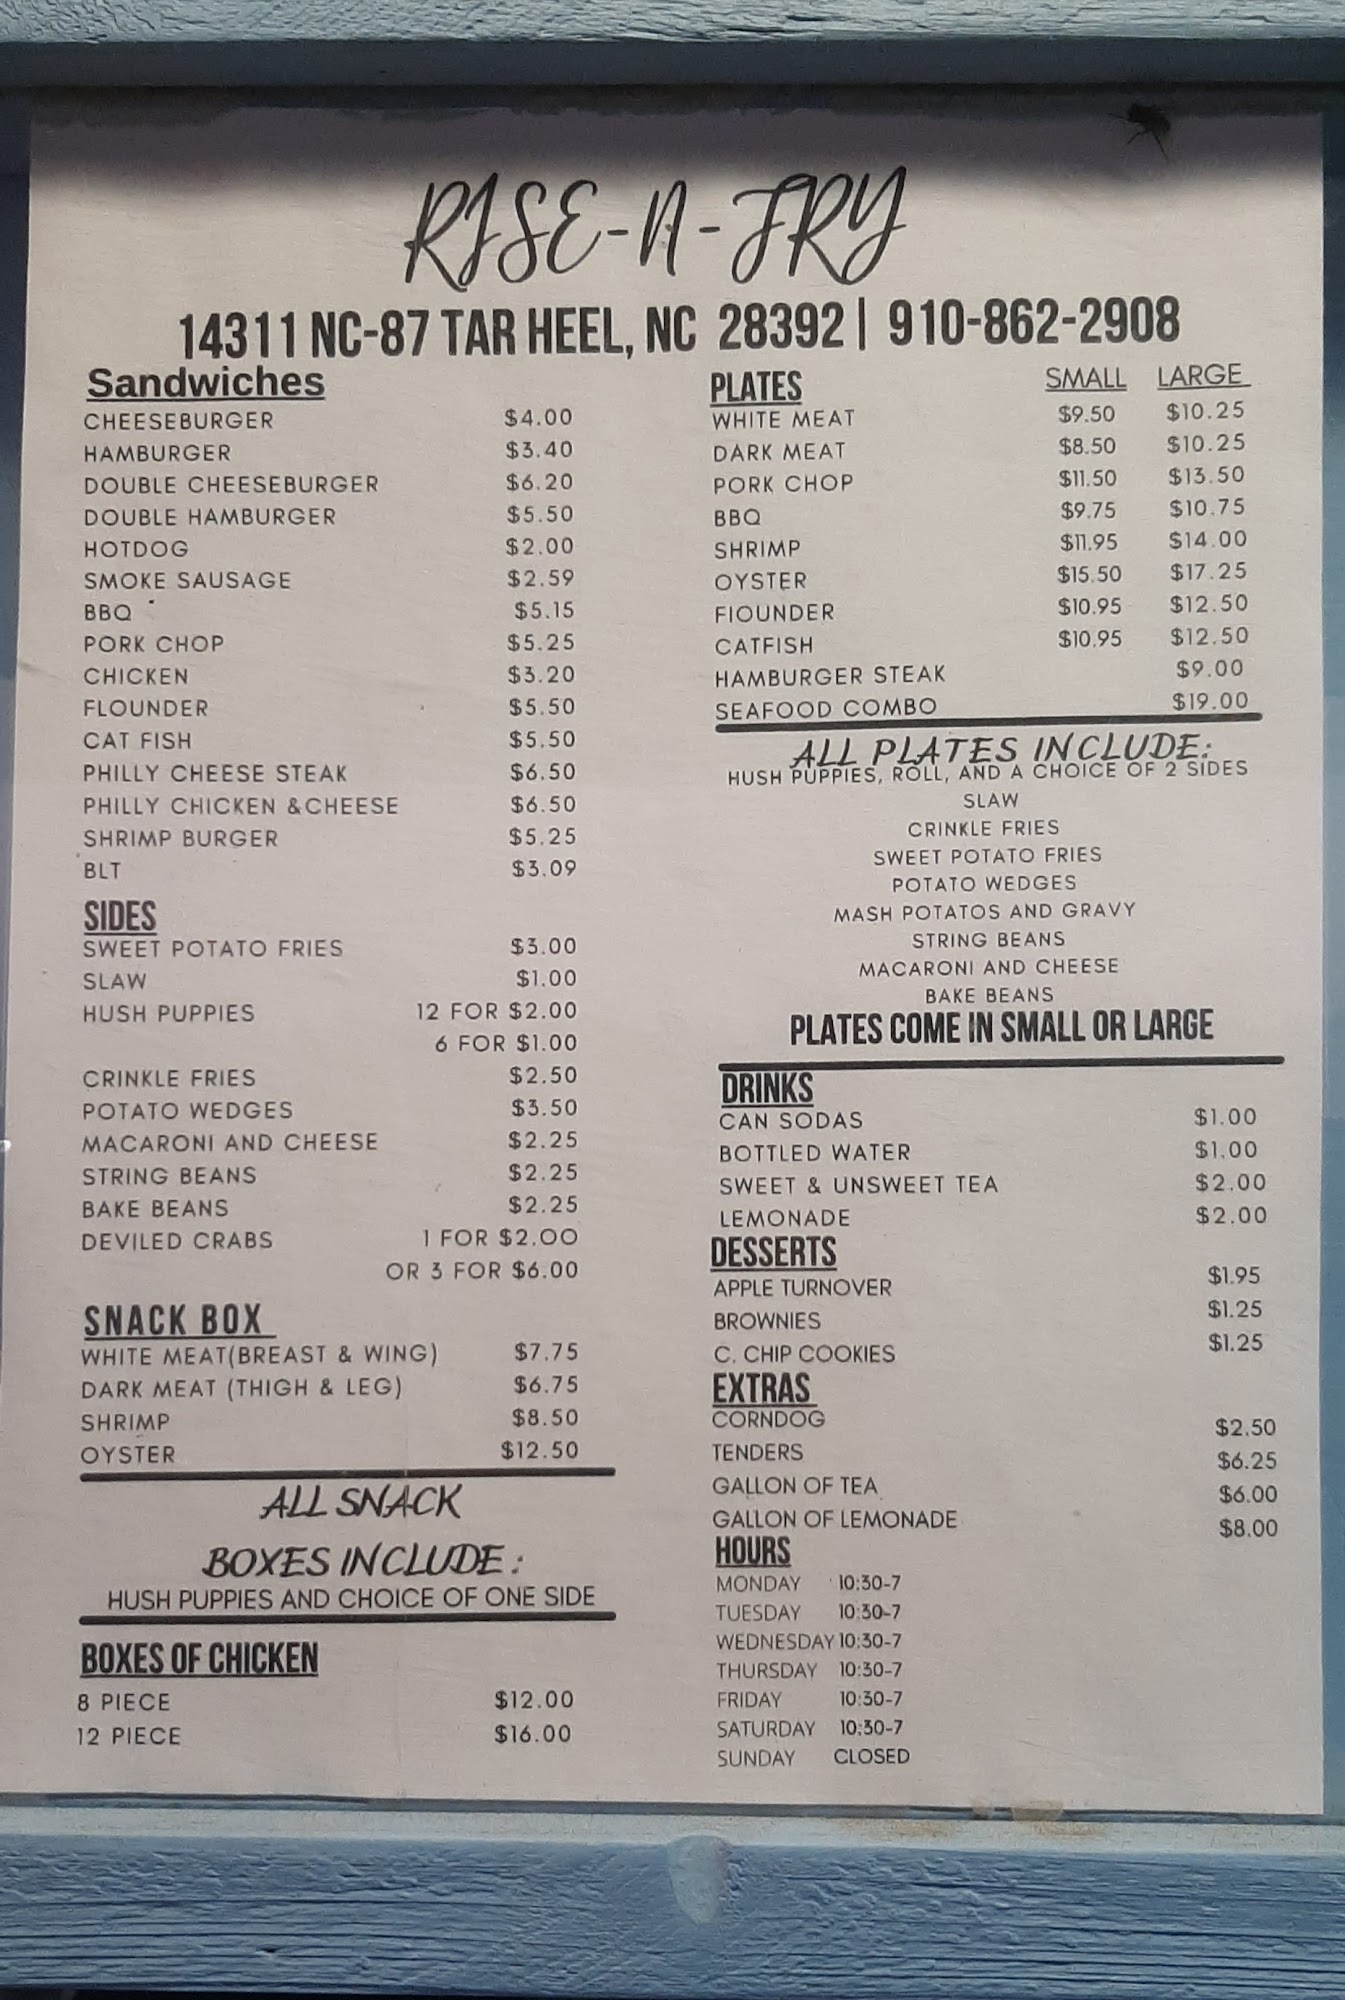 RISE-N-FRY
14311 NC-87 TAR HEEL, NC 28392 | 910-862-2908
Sandwiches
CHEESEBURGER $4.00
HAMBURGER $3.40
DOUBLE CHEESEBURGER $6.20
DOUBLE HAMBURGER $5.50
HOTDOG $2.00
SMOKE SAUSAGE $2.59
BBQ $5.15
PORK CHOP $5.25
CHICKEN $3.20
FLOUNDER $5.50
CAT FISH $5.50
PHILLY CHEESE STEAK $6.50
PHILLY CHICKEN &CHEESE $6.50
SHRIMP BURGER $5.25
BLT $3.09
SIDES
SWEET POTATO FRIES $3.00
SLAW $1.00
HUSH PUPPIES 12 FOR $2.00
6 FOR $1.00
CRINKLE FRIES $2.50
POTATO WEDGES $3.50
MACARONI AND CHEESE $2.25
STRING BEANS $2.25
BAKE BEANS $2.25
DEVILED CRABS 1 FOR $2.00
OR 3 FOR $6.00
SNACK BOX
WHITE MEAT(BREAST & WING) $7.75
DARK MEAT (THIGH & LEG) $6.75
SHRIMP $8.50
OYSTER $12.50
ALL SNACK
BOXES INCLUDE:
HUSH PUPPIES AND CHOICE OF ONE SIDE
BOXES OF CHICKEN
8 PIECE $12.00
12 PIECE $16.00
PLATES SMALL LARGE
WHITE MEAT $9.50 $10.25
DARK MEAT $8.50 $10.25
PORK CHOP $11.50 $13.50
BBQ $9.75 $10.75
SHRIMP $11.95 $14.00
OYSTER $15.50 $17.25
FIOUNDER $10.95 $12.50
CATFISH $10.95 $12.50
HAMBURGER STEAK $9.00
SEAFOOD COMBO $19.00
ALL PLATES INCLUDE:
HUSH PUPPIES, ROLL, AND A CHOICE OF 2 SIDES
SLAW
CRINKLE FRIES
SWEET POTATO FRIES
POTATO WEDGES
MASH POTATOS AND GRAVY
STRING BEANS
MACARONI AND CHEESE
BAKE BEANS
PLATES COME IN SMALL OR LARGE
DRINKS
CAN SODAS $1.00
BOTTLED WATER $1.00
SWEET & UNSWEET TEA $2.00
LEMONADE $2.00
DESSERTS
APPLE TURNOVER $1.95
BROWNIES $1.25
C. CHIP COOKIES $1.25
EXTRAS
CORNDOG $2.50
TENDERS $6.25
GALLON OF TEA $6.00
GALLON OF LEMONADE $8.00
HOURS
MONDAY 10:30-7
TUESDAY 10:30-7
WEDNESDAY 10:30-7
THURSDAY 10:30-7
FRIDAY 10:30-7
SATURDAY 10:30-7
SUNDAY CLOSED